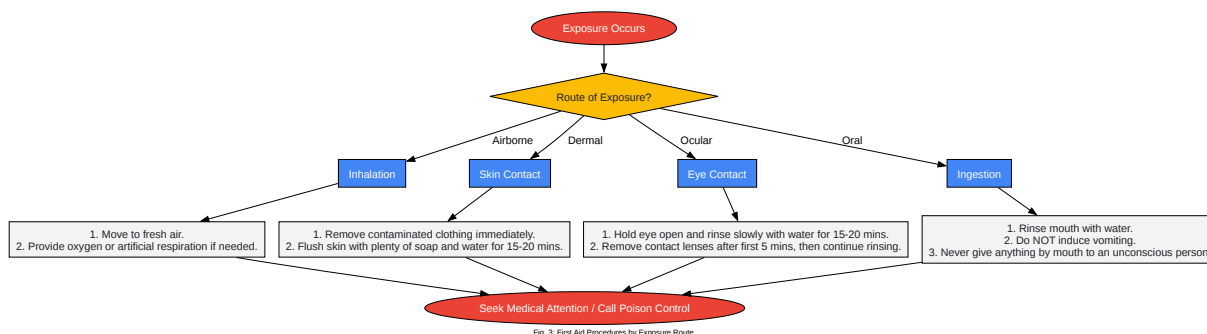 Exposure Occurs
Route of Exposure?
Airborne
Dermal
Ocular
Oral
Inhalation
Skin Contact
Eye Contact
Ingestion
1. Move to fresh air.
2. Provide oxygen or artificial respiration if needed.
1. Remove contaminated clothing immediately.
2. Flush skin with plenty of soap and water for 15-20 mins.
1. Hold eye open and rinse slowly with water for 15-20 mins.
2. Remove contact lenses after first 5 mins, then continue rinsing.
1. Rinse mouth with water.
2. Do NOT induce vomiting.
3. Never give anything by mouth to an unconscious person
Seek Medical Attention / Call Poison Control
Fig. 3: First Aid Procedures by Exposure Route